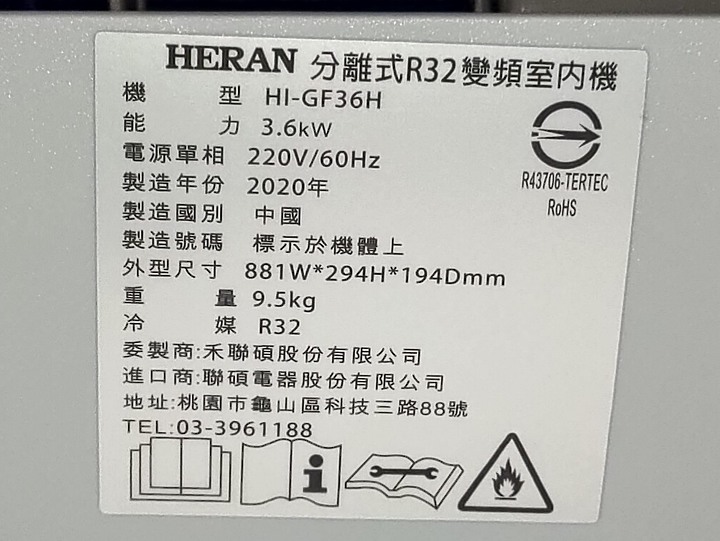 HERAN 分離式R32變頻室內機
機型 HI-GF36H
能力 3.6kW
電源單相 220V/60Hz
製造年份 2020年
製造國別 中國
製造號碼 標示於機體上
外型尺寸 881W*294H*194Dmm
重量 9.5kg
冷媒 R32
委製商:禾聯碩股份有限公司
進口商:聯碩電器股份有限公司
地址:桃園市龜山區科技三路88號
TEL:03-3961188
R43706-TERTEC
RoHS